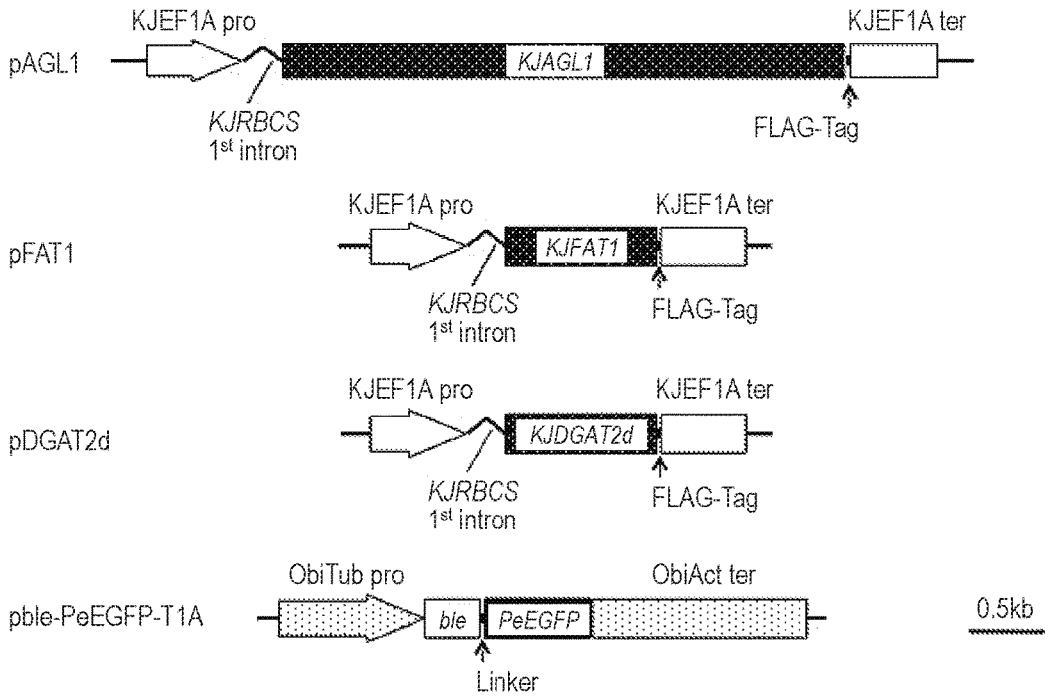 KJEF1A pro
KJEF1A ter
pAGL1
KJAGL1
KJRBCS
1st intron
FLAG-Tag
KJEF1A pro
KJEF1A ter
pFAT1
KJFAT1
KJRBCS
1st intron
FLAG-Tag
KJEF1A pro
KJEF1A ter
pDGAT2d
KJDGAT2d
KJRBCS
1st intron
FLAG-Tag
ObiTub pro
ObiAct ter
pble-PeEGFP-T1A
ble
PeEGFP
0.5kb
Linker